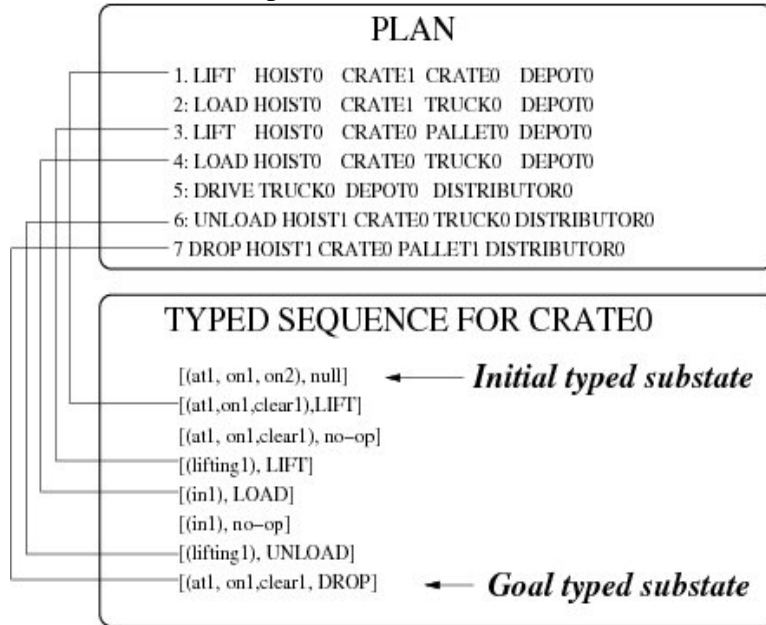 PLAN
1. LIFT HOIST0 CRATE1 CRATE0 DEPOT0
2: LOAD HOIST0 CRATE1 TRUCK0 DEPOT0
3. LIFT HOIST0 CRATE0 PALLET0 DEPOT0
4: LOAD HOIST0 CRATE0 TRUCK0 DEPOT0
5: DRIVE TRUCK0 DEPOT0 DISTRIBUTOR0
6: UNLOAD HOIST1 CRATE0 TRUCK0 DISTRIBUTOR0
7 DROP HOIST1 CRATE0 PALLET1 DISTRIBUTOR0
TYPED SEQUENCE FOR CRATE0
[(at1, on1, on2), null] Initial typed substate
[(at1,on1,clear1),LIFT]
[(at1, on1,clear1), no-op]
[(lifting1), LIFT]
[(in1), LOAD]
[(in1), no-op]
[(lifting1), UNLOAD]
[(at1, on1,clear1, DROP] Goal typed substate